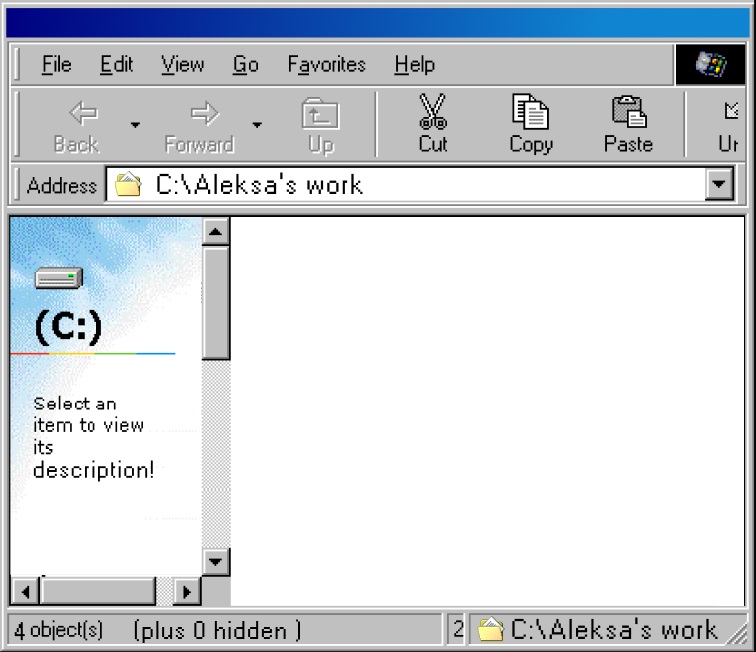 File Edit View Go Favorites Help
Back Forward Up Cut Copy Paste
Address C:\Aleksa's work
(C:)
Select an
item to view
its
description!
4 object(s) (plus 0 hidden ) 2 C:\Aleksa's work